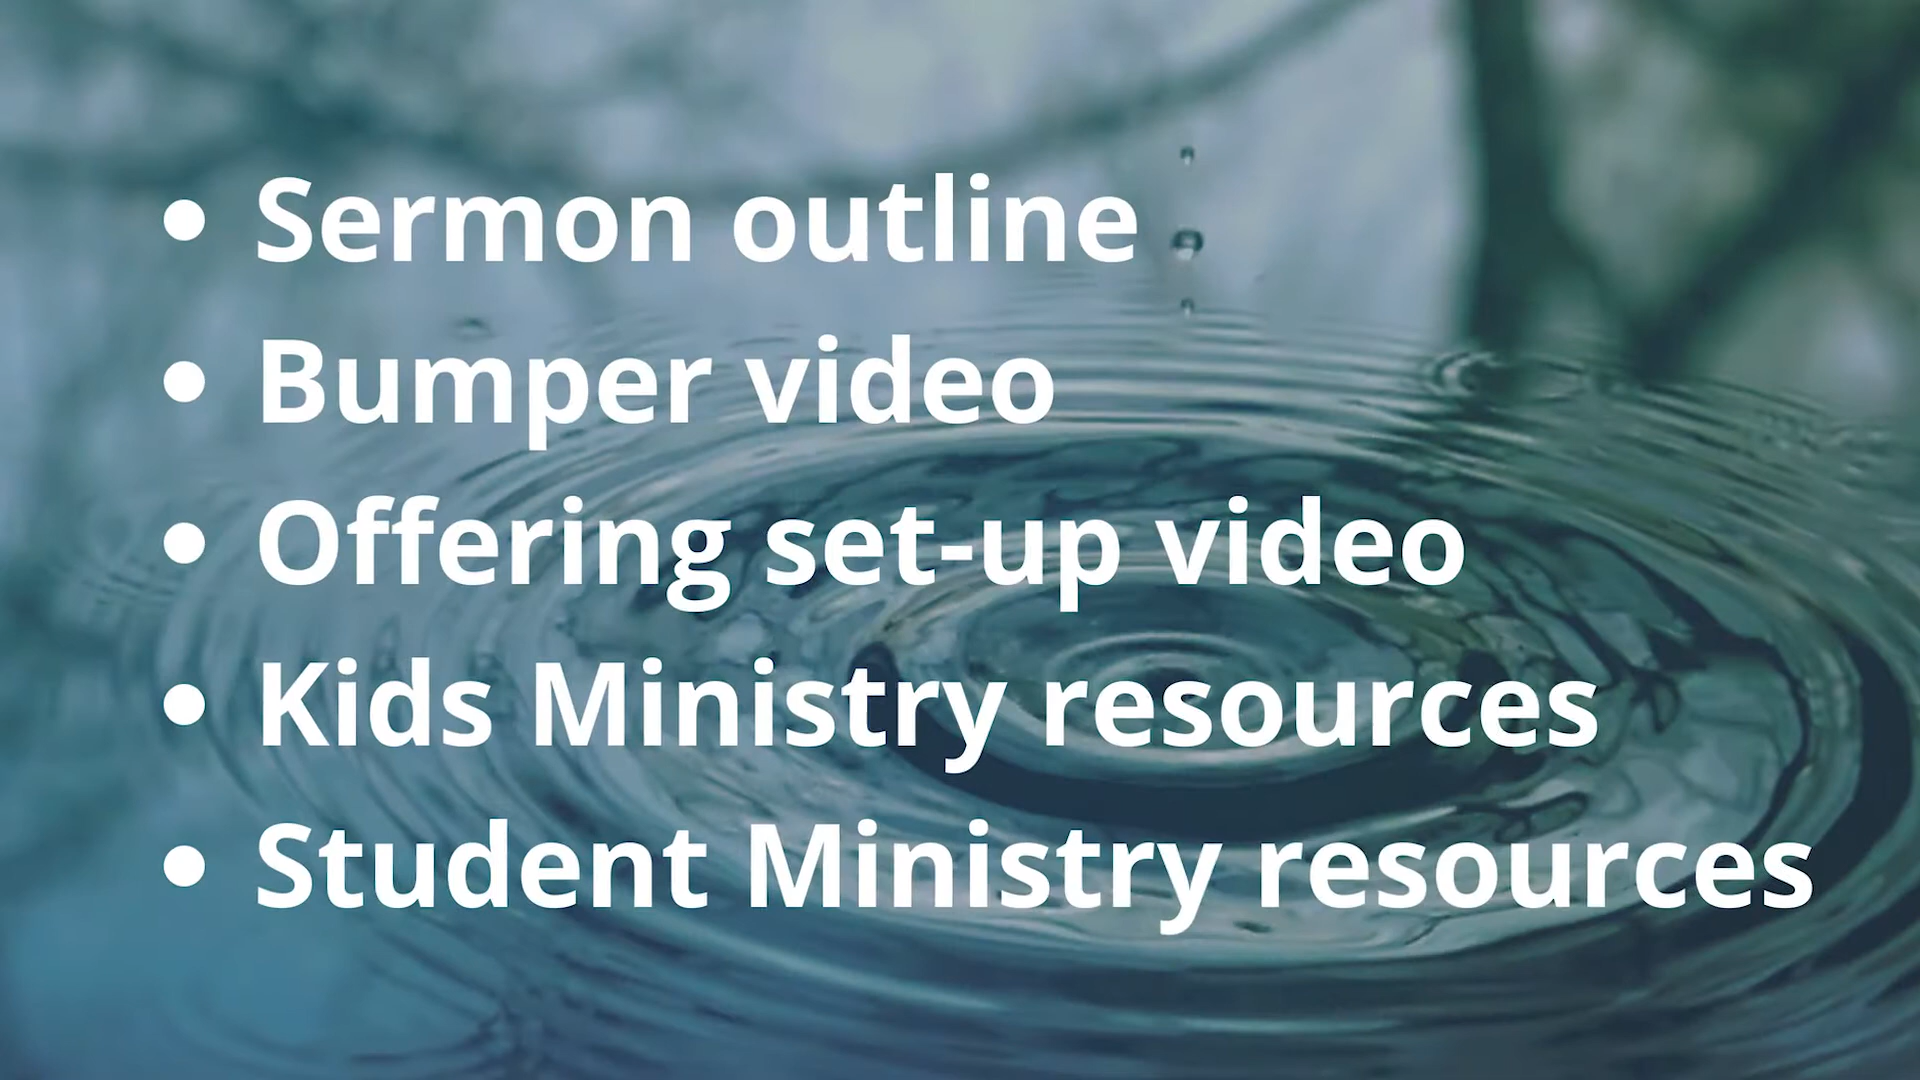 • Sermon outline
• Bumper video
• Offering set-up video
• Kids Ministry resources
• Student Ministry resources